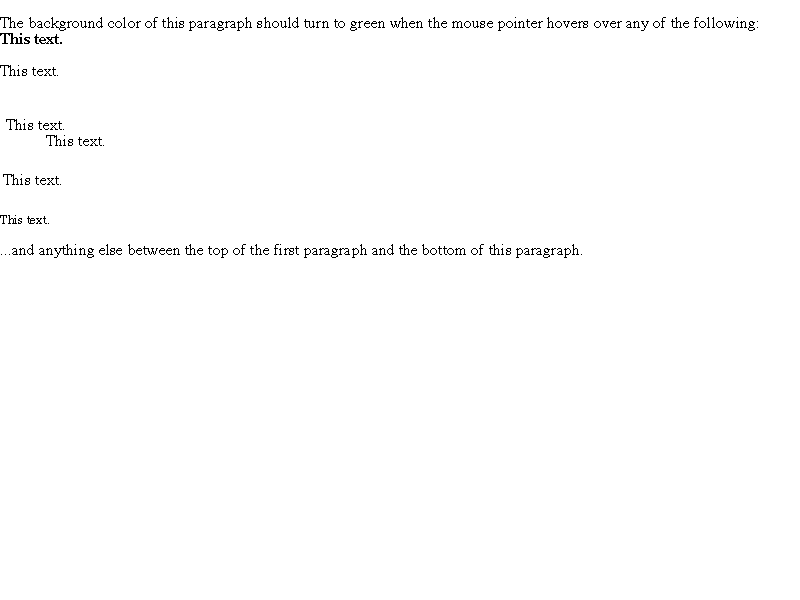 The background color of this paragraph should turn to green when the mouse pointer hovers over any of the following:
This text.
This text.
This text.
This text.
This text.
This text.
...and anything else between the top of the first paragraph and the bottom of this paragraph.